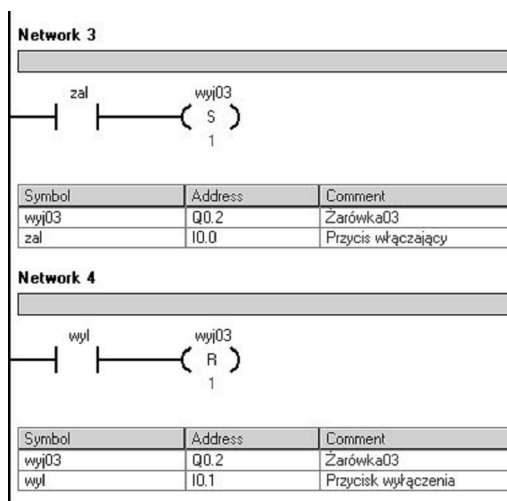 Network 3
zal wyj03
S
1
Symbol Address Comment
wyj03 Q0.2 Żarówka03
zal I0.0 Przycis włączający
Network 4
wyl wyj03
R
1
Symbol Address Comment
wyj03 Q0.2 Żarówka03
wyl I0.1 Przycisk wyłączenia